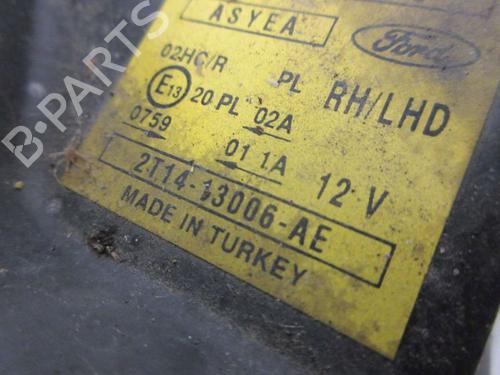 ASYEA
Ford
02HC/R PL RH/LHD
E13 20 PL 02A
0759 01 1A 12 V
2T14-13006-AE
MADE IN TURKEY
B-PARTS